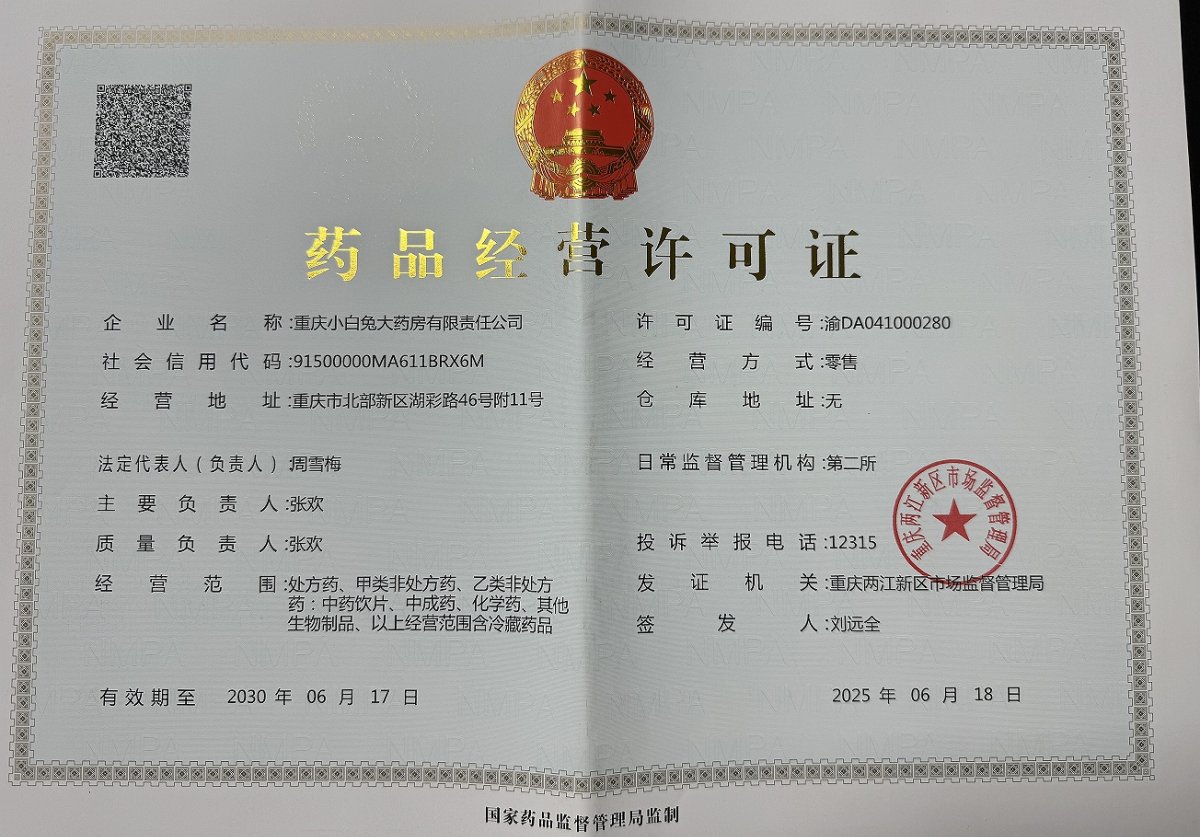 药品经营许可证
企业名称:重庆小白兔大药房有限责任公司
许可证编号:渝DA041000280
社会信用代码:91500000MA611BRX6M
经营方式:零售
经营地址:重庆市北部新区湖彩路46号附11号
仓库地址:无
法定代表人(负责人):周雪梅
日常监督管理机构:第二所
主要负责人:张欢
质量负责人:张欢
投诉举报电话:12315
经营范围:处方药、甲类非处方药、乙类非处方
药:中药饮片、中成药、化学药、其他
生物制品、以上经营范围含冷藏药品
发证机关:重庆两江新区市场监督管理局
签发人:刘远全
重庆两江新区市场监督管理局
有效期至 2030 年 06 月 17 日
2025 年 06 月 18 日
国家药品监督管理局监制
NMPA